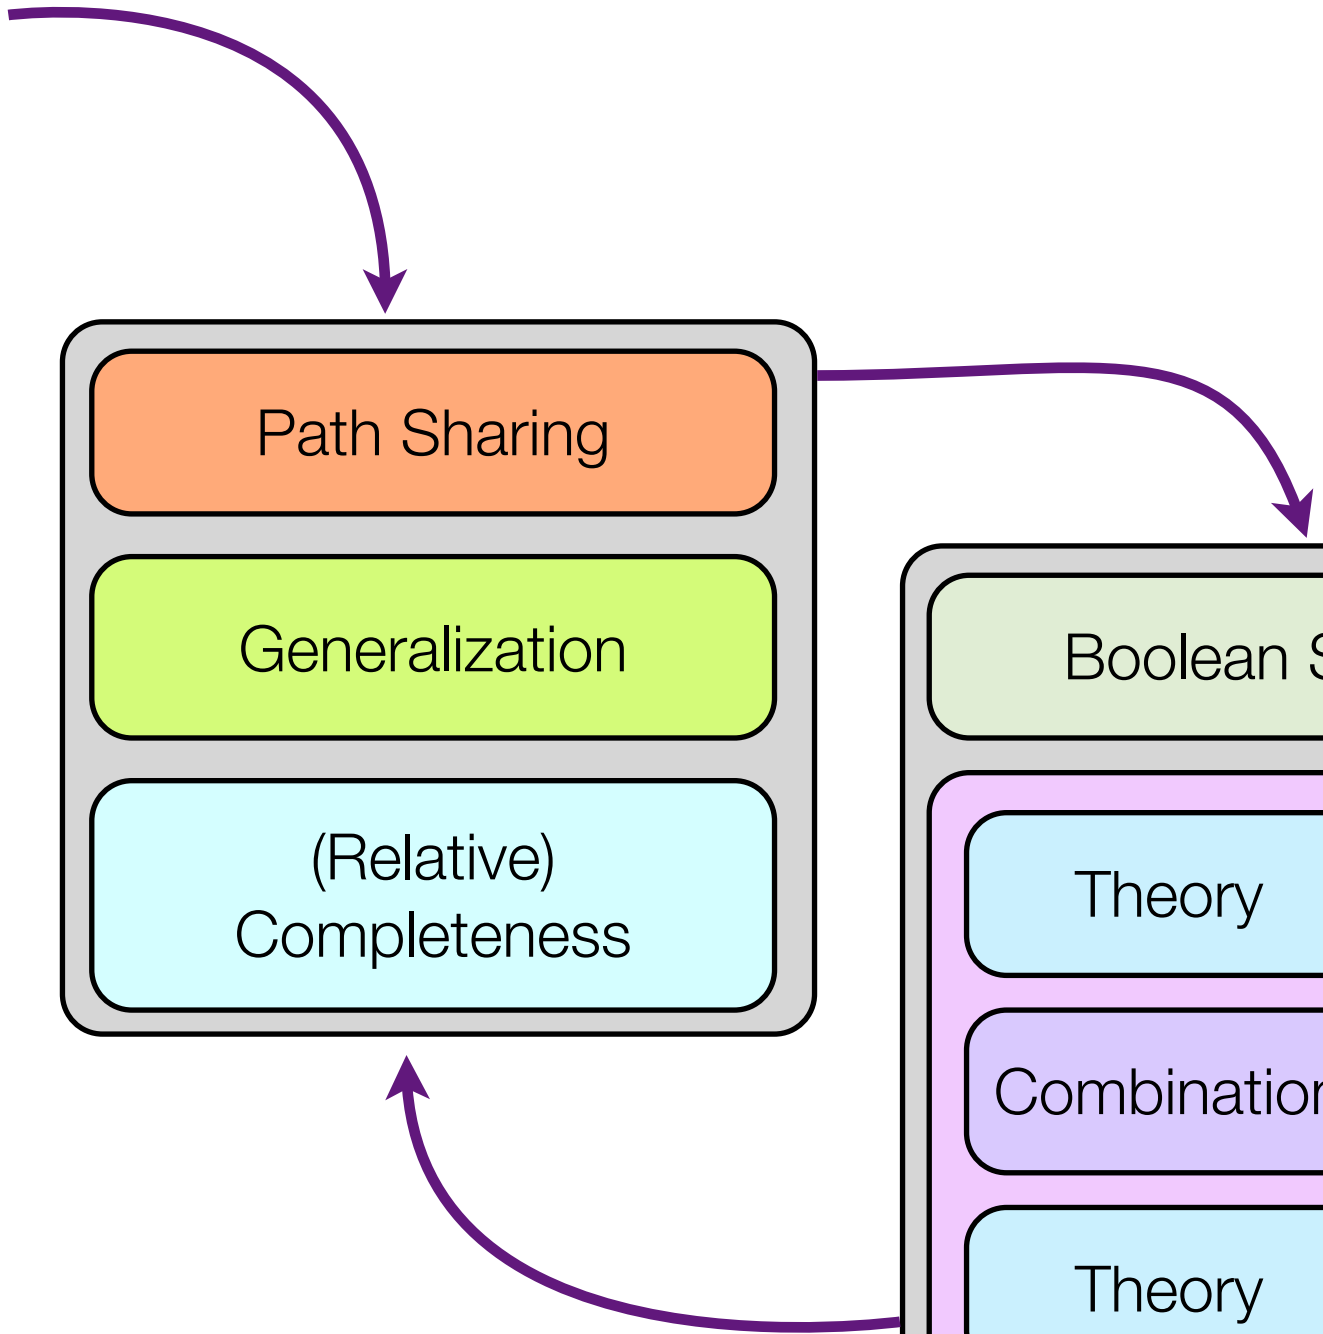 Path Sharing
Generalization
(Relative)
Completeness
Boolean
Theory
Combination
Theory